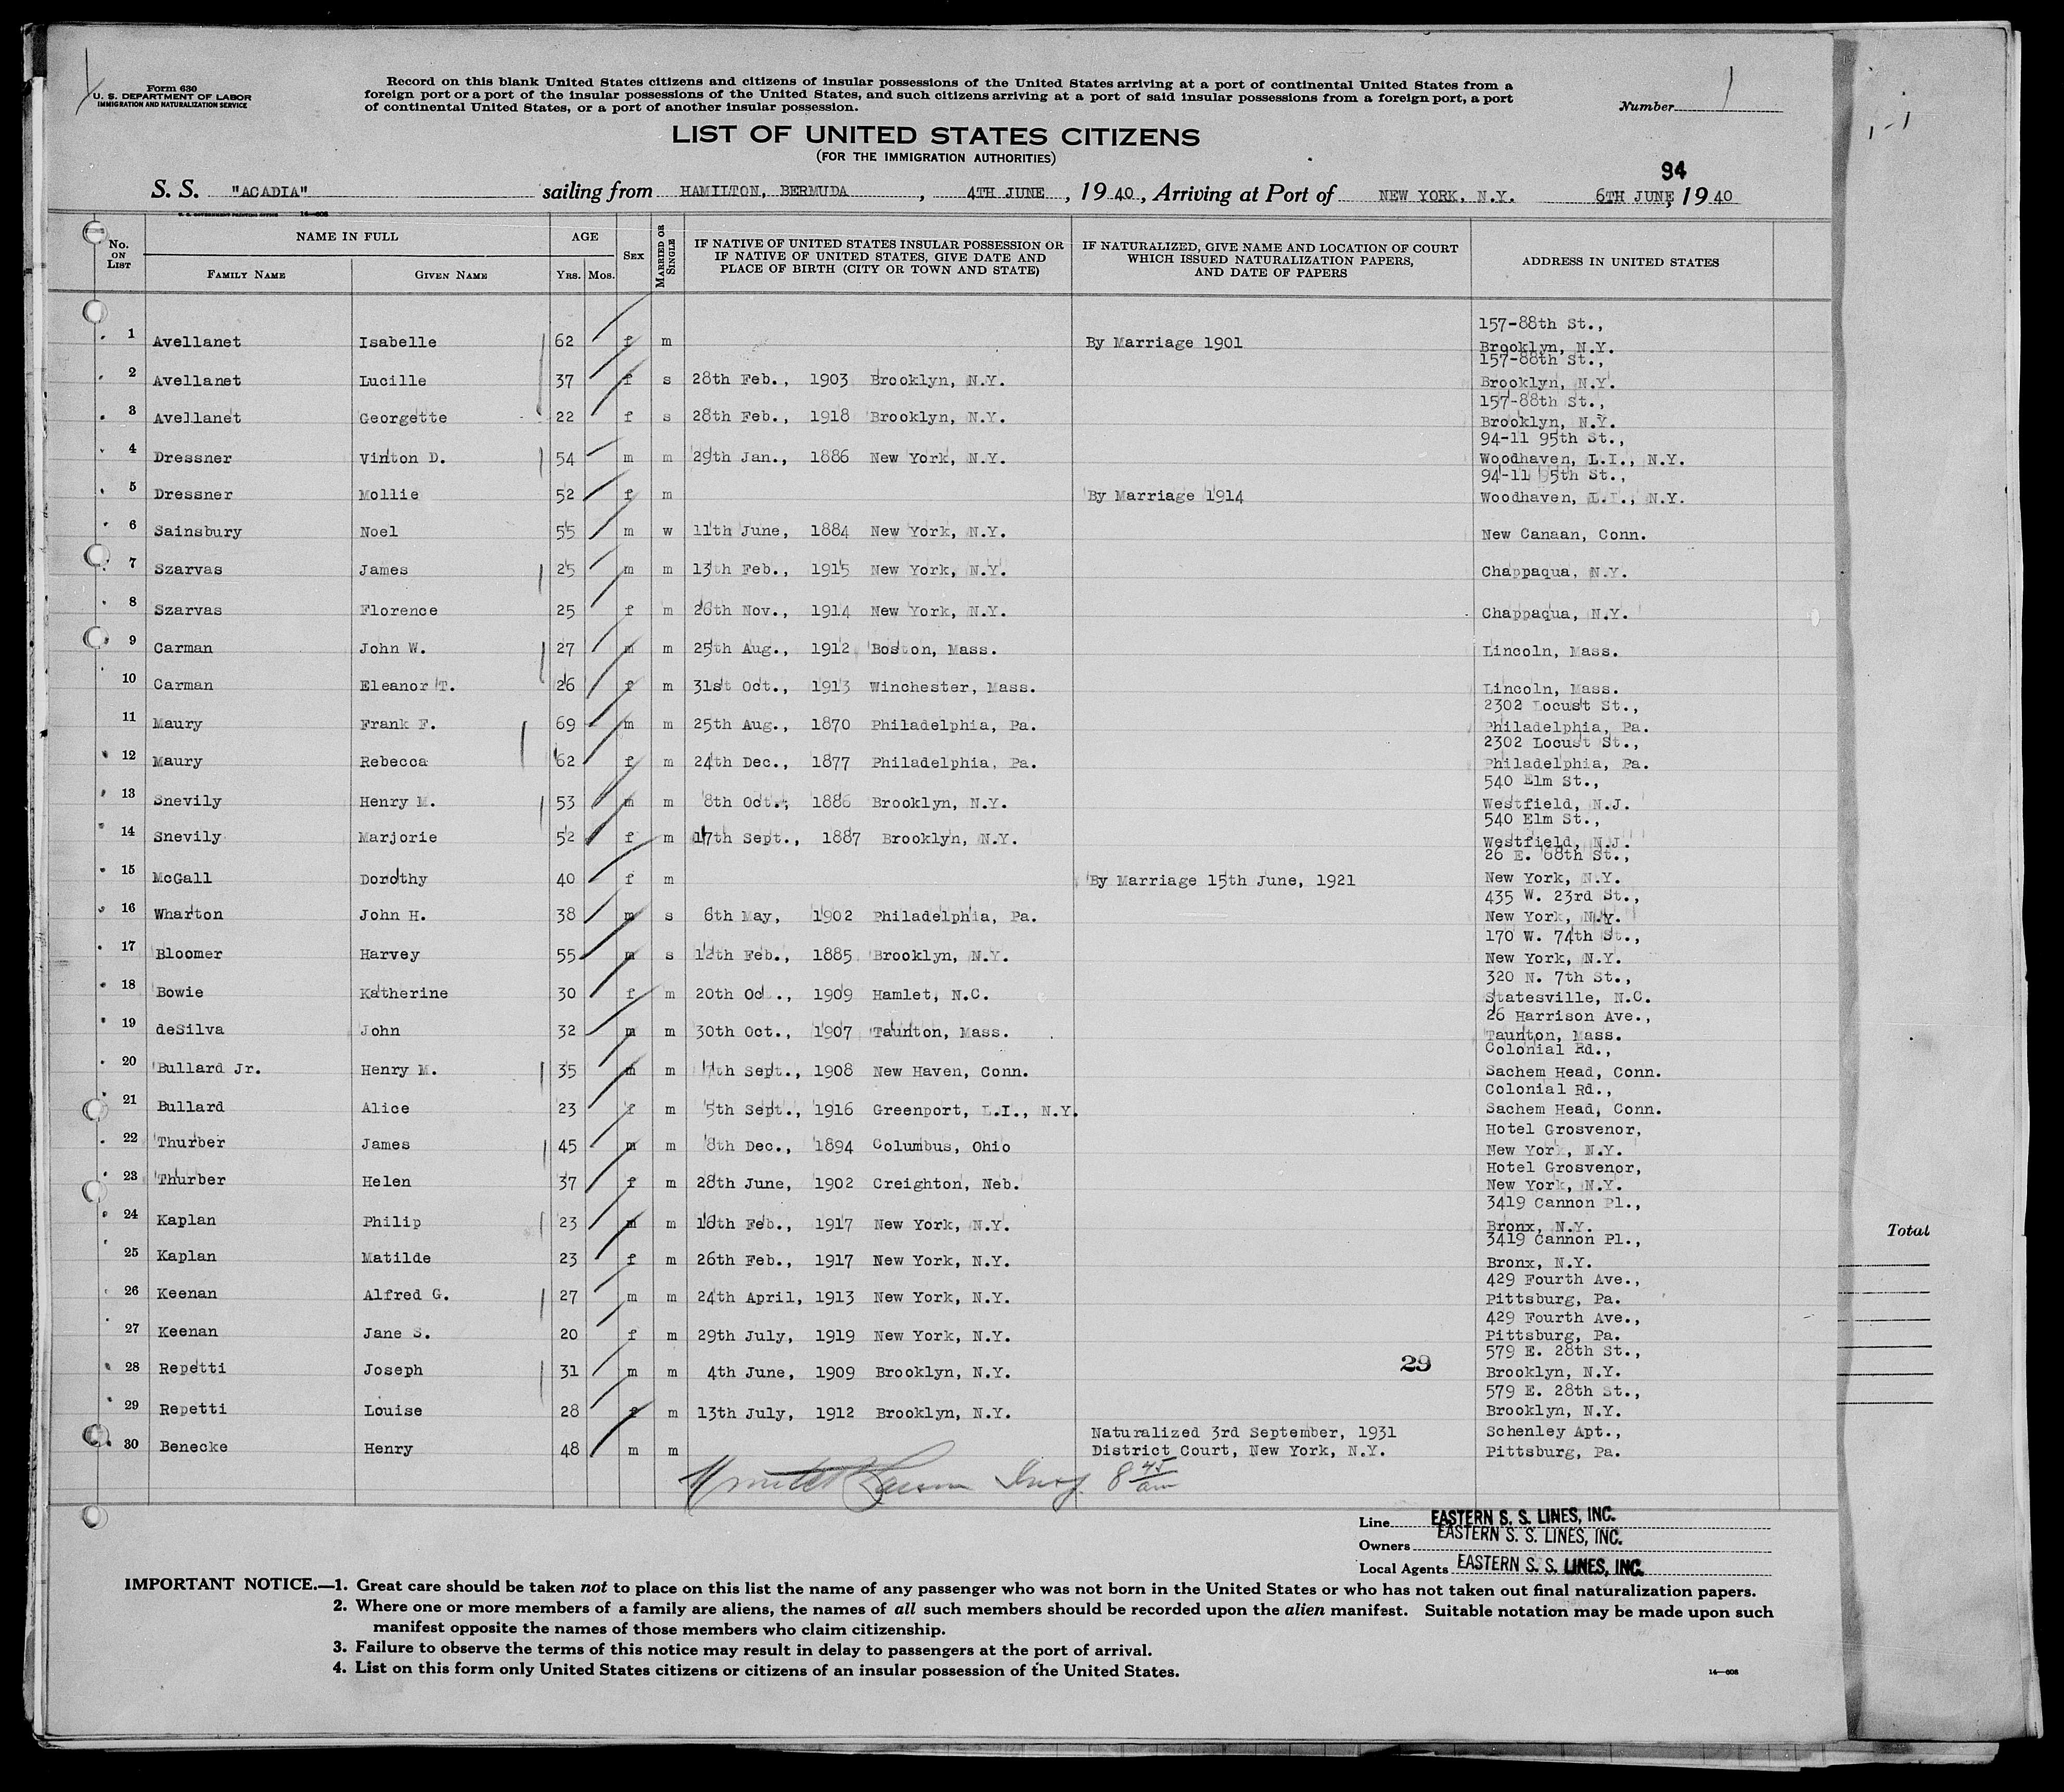 Form 630
U. S. DEPARTMENT OF LABOR
IMMIGRATION AND NATURALIZATION SERVICE
Record on this blank United States citizens and citizens of insular possessions of the United States arriving at a port of continental United States from a
foreign port or a port of the insular possessions of the United States, and such citizens arriving at a port of said insular possessions from a foreign port, a port
of continental United States, or a port of another insular possession.
Number 1
LIST OF UNITED STATES CITIZENS
(FOR THE IMMIGRATION AUTHORITIES)
94
S. S. "ACADIA" sailing from HAMILTON, BERMUDA, 4TH JUNE, 1940, Arriving at Port of NEW YORK, N.Y. 6TH JUNE, 1940
U. S. GOVERNMENT PRINTING OFFICE 14—608
No. ON LIST
NAME IN FULL
FAMILY NAME GIVEN NAME
AGE
YRS. MOS.
SEX
MARRIED OR SINGLE
IF NATIVE OF UNITED STATES INSULAR POSSESSION OR IF NATIVE OF UNITED STATES, GIVE DATE AND PLACE OF BIRTH (CITY OR TOWN AND STATE)
IF NATURALIZED, GIVE NAME AND LOCATION OF COURT WHICH ISSUED NATURALIZATION PAPERS, AND DATE OF PAPERS
ADDRESS IN UNITED STATES
1 Avellanet Isabelle 62 f m By Marriage 1901 157-88th St., Brooklyn, N.Y.
2 Avellanet Lucille 37 f s 28th Feb., 1903 Brooklyn, N.Y. 157-88th St., Brooklyn, N.Y.
3 Avellanet Georgette 22 f s 28th Feb., 1918 Brooklyn, N.Y. 157-88th St., Brooklyn, N.Y.
4 Dressner Vinton D. 54 m m 29th Jan., 1886 New York, N.Y. 94-11 95th St., Woodhaven, L.I., N.Y.
5 Dressner Mollie 52 f m By Marriage 1914 94-11 95th St., Woodhaven, L.I., N.Y.
6 Sainsbury Noel 55 m w 11th June, 1884 New York, N.Y. New Canaan, Conn.
7 Szarvas James 25 m m 13th Feb., 1915 New York, N.Y. Chappaqua, N.Y.
8 Szarvas Florence 25 f m Nov., 1914 New York, N.Y. Chappaqua, N.Y.
9 Carman John W. 27 m m 25th Aug., 1912 Boston, Mass. Lincoln, Mass.
10 Carman Eleanor T. 26 f m 31st Oct., 1913 Winchester, Mass. Lincoln, Mass.
11 Maury Frank F. 69 m m 25th Aug., 1870 Philadelphia, Pa. 2302 Locust St., Philadelphia, Pa.
12 Maury Rebecca 62 f m 24th Dec., 1877 Philadelphia, Pa. 2302 Locust St., Philadelphia, Pa.
13 Snevily Henry M. 53 m m 8th Oct., 1886 Brooklyn, N.Y. 540 Elm St., Westfield, N.J.
14 Snevily Marjorie 52 f m 17th Sept., 1887 Brooklyn, N.Y. 540 Elm St., Westfield, N.J.
15 McGall Dorothy 40 f m By Marriage 15th June, 1921 26 E. 68th St., New York, N.Y.
16 Wharton John H. 38 m s 6th May, 1902 Philadelphia, Pa. 435 W. 23rd St., New York, N.Y.
17 Bloomer Harvey 55 m s Feb., 1885 Brooklyn, N.Y. 170 W. 74th St., New York, N.Y.
18 Bowie Katherine 30 f m 20th Oct., 1909 Hamlet, N.C. 320 N. 7th St., Statesville, N.C.
19 deSilva John 32 m m 30th Oct., 1907 Taunton, Mass. 26 Harrison Ave., Taunton, Mass.
20 Bullard Jr. Henry M. 35 m m Sept., 1908 New Haven, Conn. Colonial Rd., Sachem Head, Conn.
21 Bullard Alice 23 f m 5th Sept., 1916 Greenport, L.I., N.Y. Colonial Rd., Sachem Head, Conn.
22 Thurber James 45 m m 8th Dec., 1894 Columbus, Ohio Hotel Grosvenor, New York, N.Y.
23 Thurber Helen 37 f m 28th June, 1902 Creighton, Neb. Hotel Grosvenor, New York, N.Y.
24 Kaplan Philip 23 m m Feb., 1917 New York, N.Y. 3419 Cannon Pl., Bronx, N.Y.
25 Kaplan Matilde 23 f m 26th Feb., 1917 New York, N.Y. 3419 Cannon Pl., Bronx, N.Y.
26 Keenan Alfred G. 27 m m 24th April, 1913 New York, N.Y. 429 Fourth Ave., Pittsburg, Pa.
27 Keenan Jane S. 20 f m 29th July, 1919 New York, N.Y. 429 Fourth Ave., Pittsburg, Pa.
28 Repetti Joseph 31 m m 4th June, 1909 Brooklyn, N.Y. 29 579 E. 28th St., Brooklyn, N.Y.
29 Repetti Louise 28 f m 13th July, 1912 Brooklyn, N.Y. 579 E. 28th St., Brooklyn, N.Y.
30 Benecke Henry 48 m m Naturalized 3rd September, 1931 District Court, New York, N.Y. Schenley Apt., Pittsburg, Pa.
Insp. 8 45 am
Total
Line EASTERN S. S. LINES, INC.
Owners EASTERN S. S. LINES, INC.
Local Agents EASTERN S. S. LINES, INC.
IMPORTANT NOTICE.—1. Great care should be taken not to place on this list the name of any passenger who was not born in the United States or who has not taken out final naturalization papers.
2. Where one or more members of a family are aliens, the names of all such members should be recorded upon the alien manifest. Suitable notation may be made upon such
manifest opposite the names of those members who claim citizenship.
3. Failure to observe the terms of this notice may result in delay to passengers at the port of arrival.
4. List on this form only United States citizens or citizens of an insular possession of the United States.
14—608